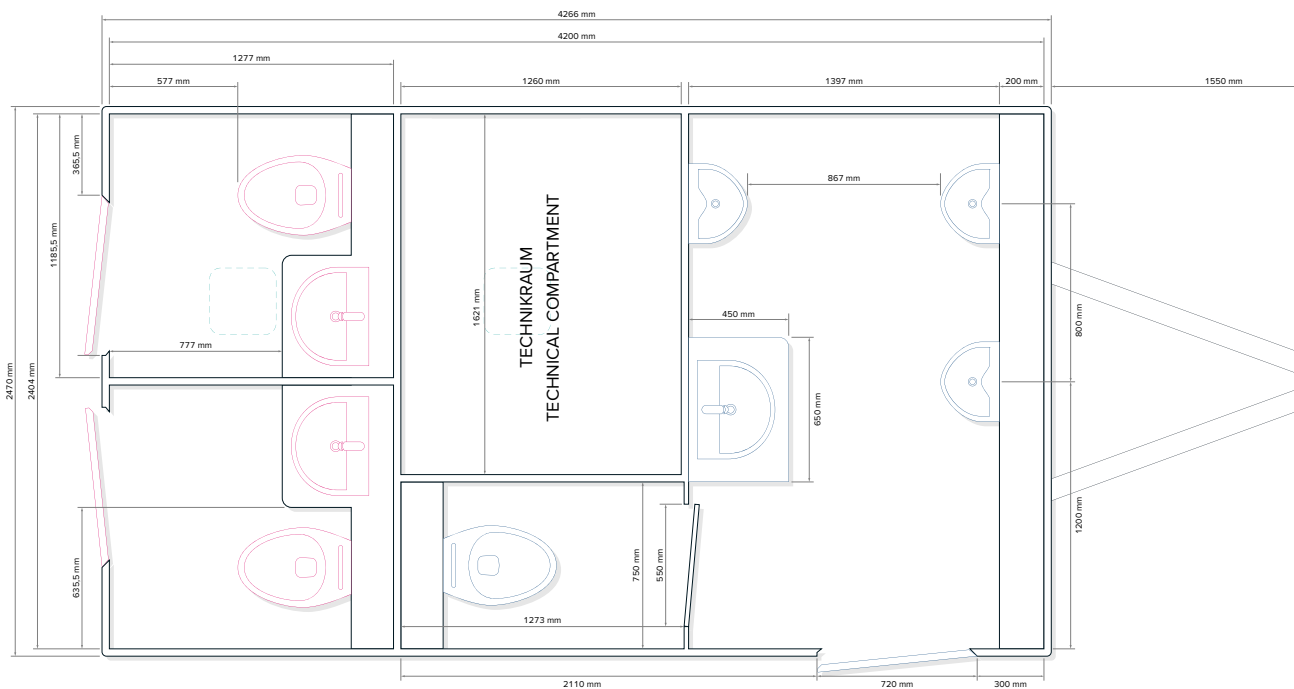 4266 mm
4200 mm
1277 mm
577 mm
1260 mm
1397 mm
200 mm
1550 mm
365,5 mm
1185,5 mm
2470 mm
2404 mm
867 mm
TECHNIKRAUM
TECHNICAL COMPARTMENT
1621 mm
450 mm
800 mm
777 mm
650 mm
1200 mm
635,5 mm
750 mm
550 mm
1273 mm
2110 mm
720 mm
300 mm